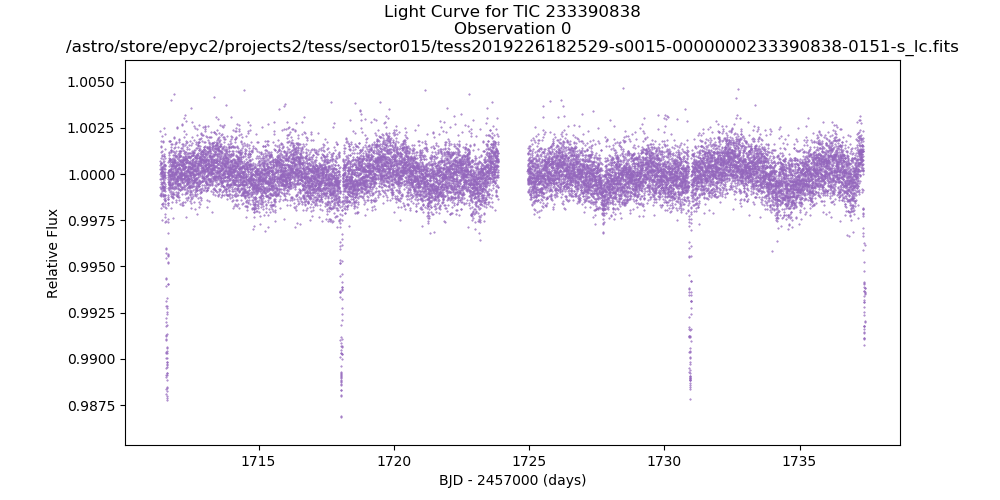 Light Curve for TIC 233390838
Observation 0
/astro/store/epyc2/projects2/tess/sector015/tess2019226182529-s0015-0000000233390838-0151-s_lc.fits
1.0050
1.0025
1.0000
0.9975
0.9950
0.9925
0.9900
0.9875
Relative Flux
1715
1720
1725
1730
1735
BJD - 2457000 (days)